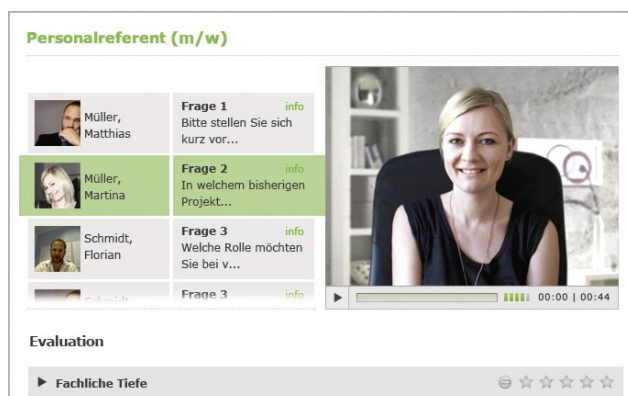 Personalreferent (m/w)
Müller,
Matthias
Frage 1 info
Bitte stellen Sie sich
kurz vor...
Müller,
Martina
Frage 2 info
In welchem bisherigen
Projekt...
Schmidt,
Florian
Frage 3 info
Welche Rolle möchten
Sie bei v...
Schmidt
Frage 3 info
00:00 | 00:44
Evaluation
Fachliche Tiefe